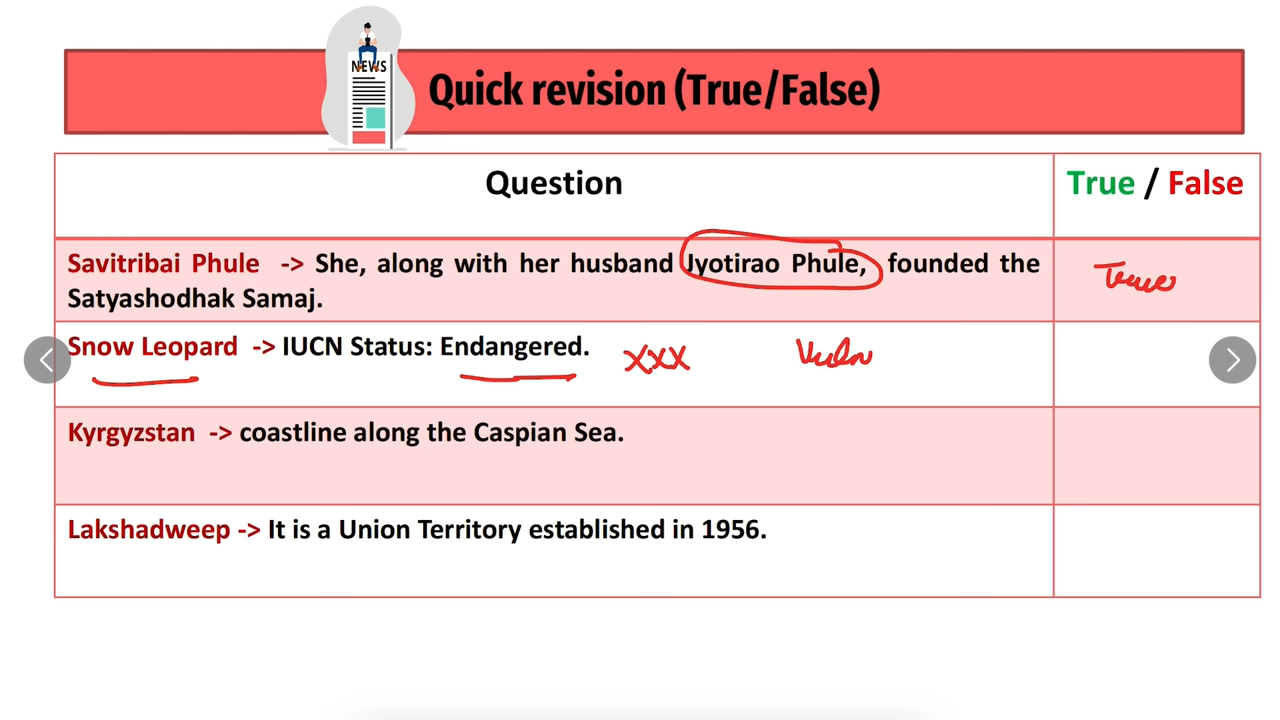 NEWS
Quick revision (True/False)
Question
True / False
Savitribai Phule -> She, along with her husband Jyotirao Phule, founded the
Satyashodhak Samaj.
True
Snow Leopard -> IUCN Status: Endangered. XXX Vuln
Kyrgyzstan -> coastline along the Caspian Sea.
Lakshadweep -> It is a Union Territory established in 1956.